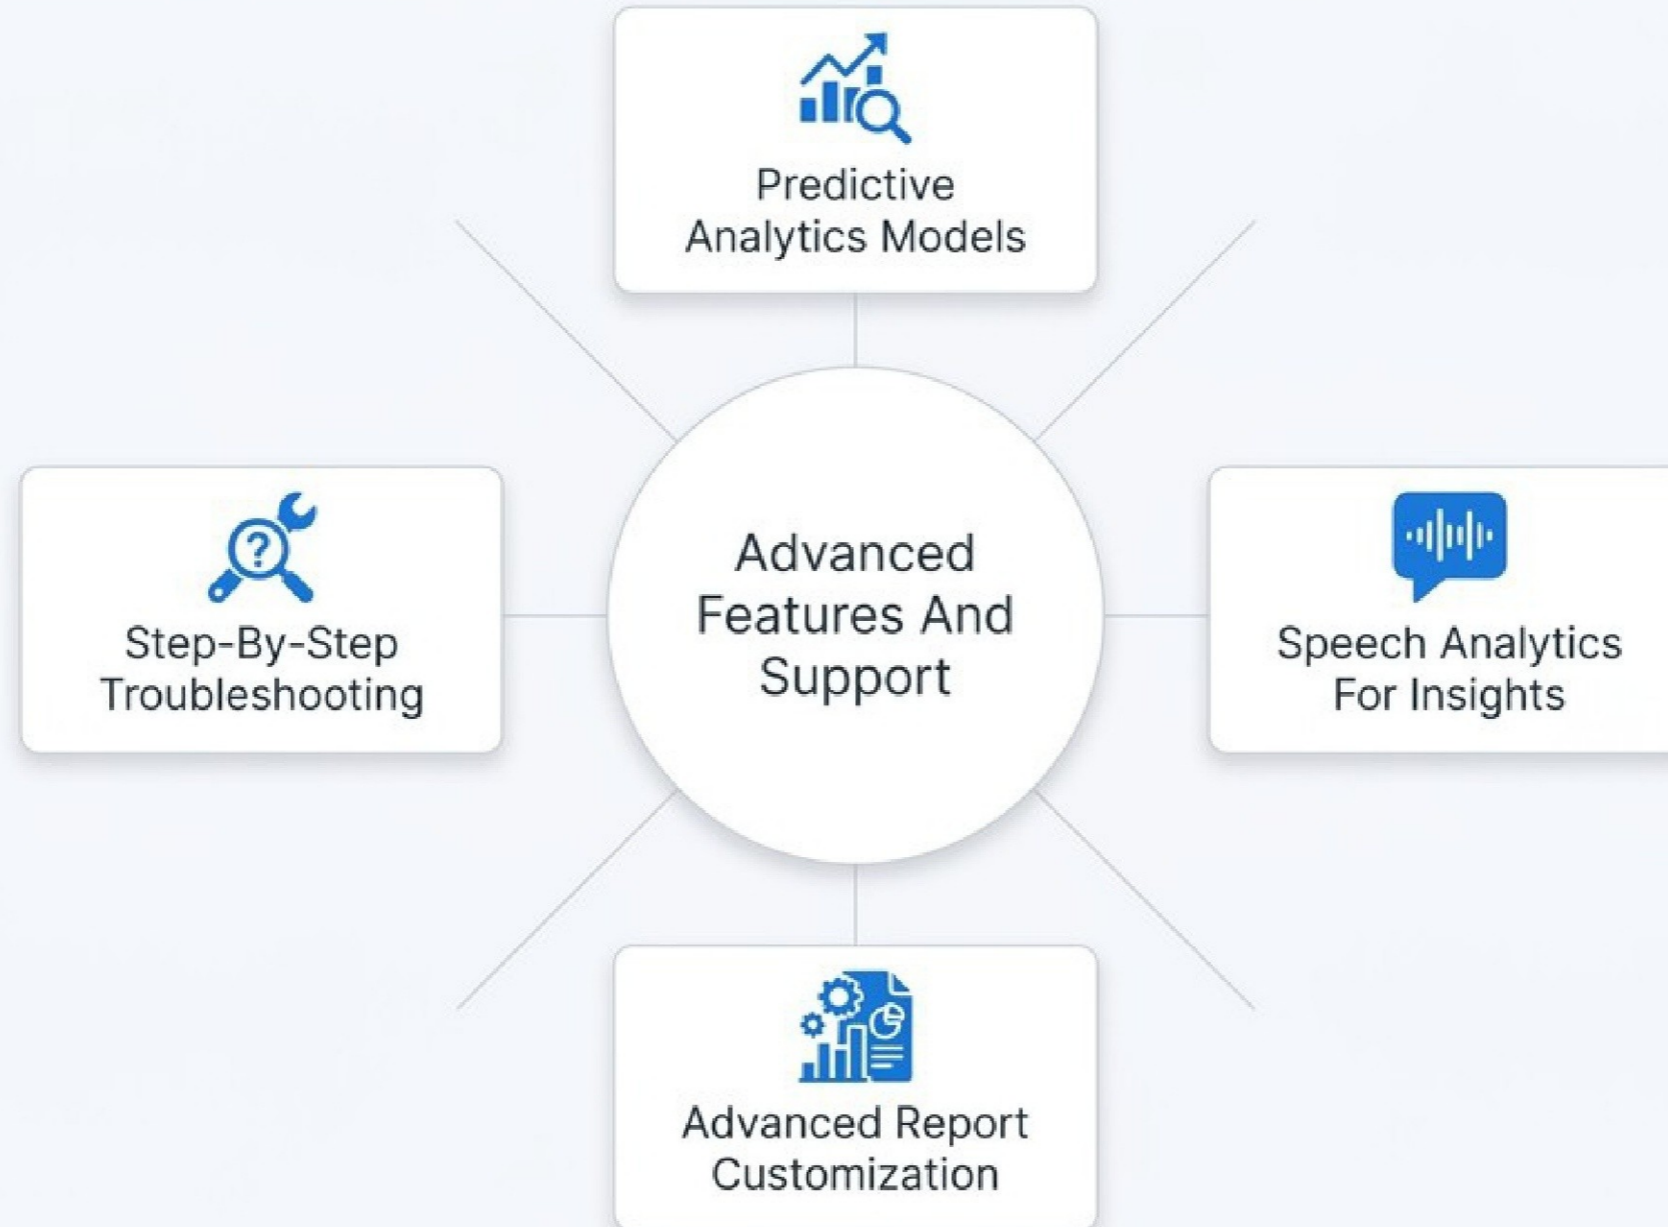 Predictive
Analytics Models
Step-By-Step
Troubleshooting
Advanced
Features And
Support
Speech Analytics
For Insights
Advanced Report
Customization